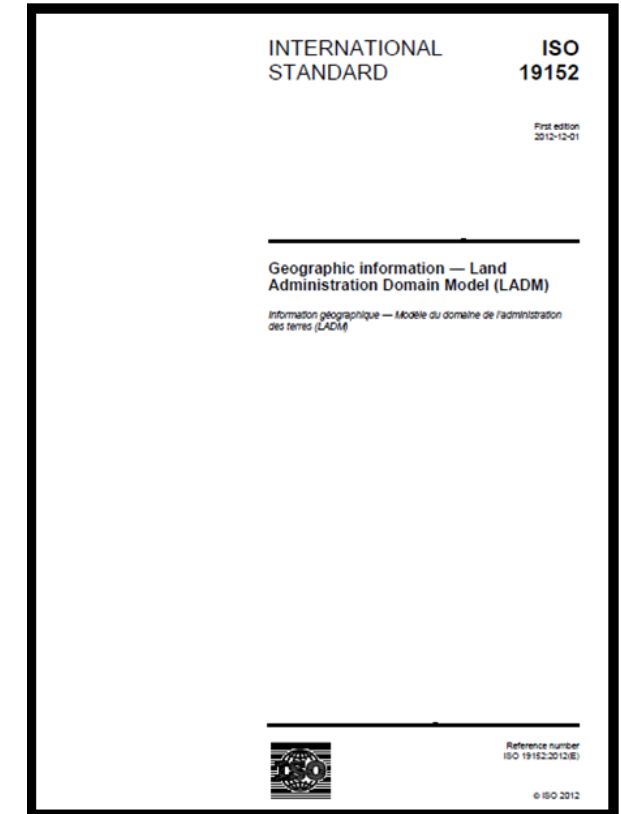 INTERNATIONAL
STANDARD
ISO
19152
First edition
2012-12-01
Geographic information — Land
Administration Domain Model (LADM)
Information géographique — Modèle du domaine de l'administration
des terres (LADM)
ISO
Reference number
ISO 19152:2012(E)
© ISO 2012